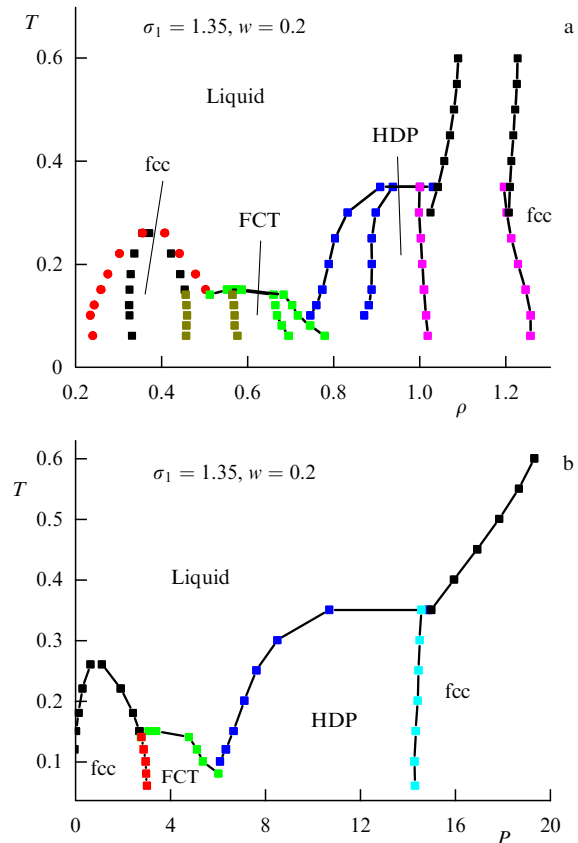 T
σ₁ = 1.35, w = 0.2
a
0.6
Liquid
HDP
0.4
fcc
FCT
fcc
0.2
0
0.2 0.4 0.6 0.8 1.0 1.2
ρ
b
0.6
σ₁ = 1.35, w = 0.2
T
0.5
Liquid
0.4
0.3
fcc
0.2
HDP
0.1
fcc
FCT
0 4 8 12 16 20
P